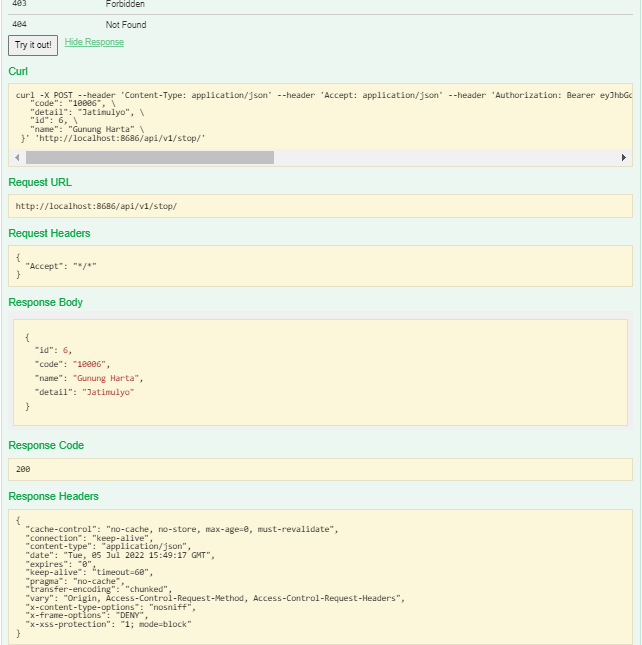 403 Forbidden
404 Not Found
Try it out! Hide Response
Curl
curl -X POST --header 'Content-Type: application/json' --header 'Accept: application/json' --header 'Authorization: Bearer eyJhbGc
"code": "10006", \
"detail": "Jatimulyo", \
"id": 6, \
"name": "Gunung Harta" \
}' 'http://localhost:8686/api/v1/stop/'
Request URL
http://localhost:8686/api/v1/stop/
Request Headers
{
"Accept": "*/*"
}
Response Body
{
"id": 6,
"code": "10006",
"name": "Gunung Harta",
"detail": "Jatimulyo"
}
Response Code
200
Response Headers
{
"cache-control": "no-cache, no-store, max-age=0, must-revalidate",
"connection": "keep-alive",
"content-type": "application/json",
"date": "Tue, 05 Jul 2022 15:49:17 GMT",
"expires": "0",
"keep-alive": "timeout=60",
"pragma": "no-cache",
"transfer-encoding": "chunked",
"vary": "Origin, Access-Control-Request-Method, Access-Control-Request-Headers",
"x-content-type-options": "nosniff",
"x-frame-options": "DENY",
"x-xss-protection": "1; mode=block"
}